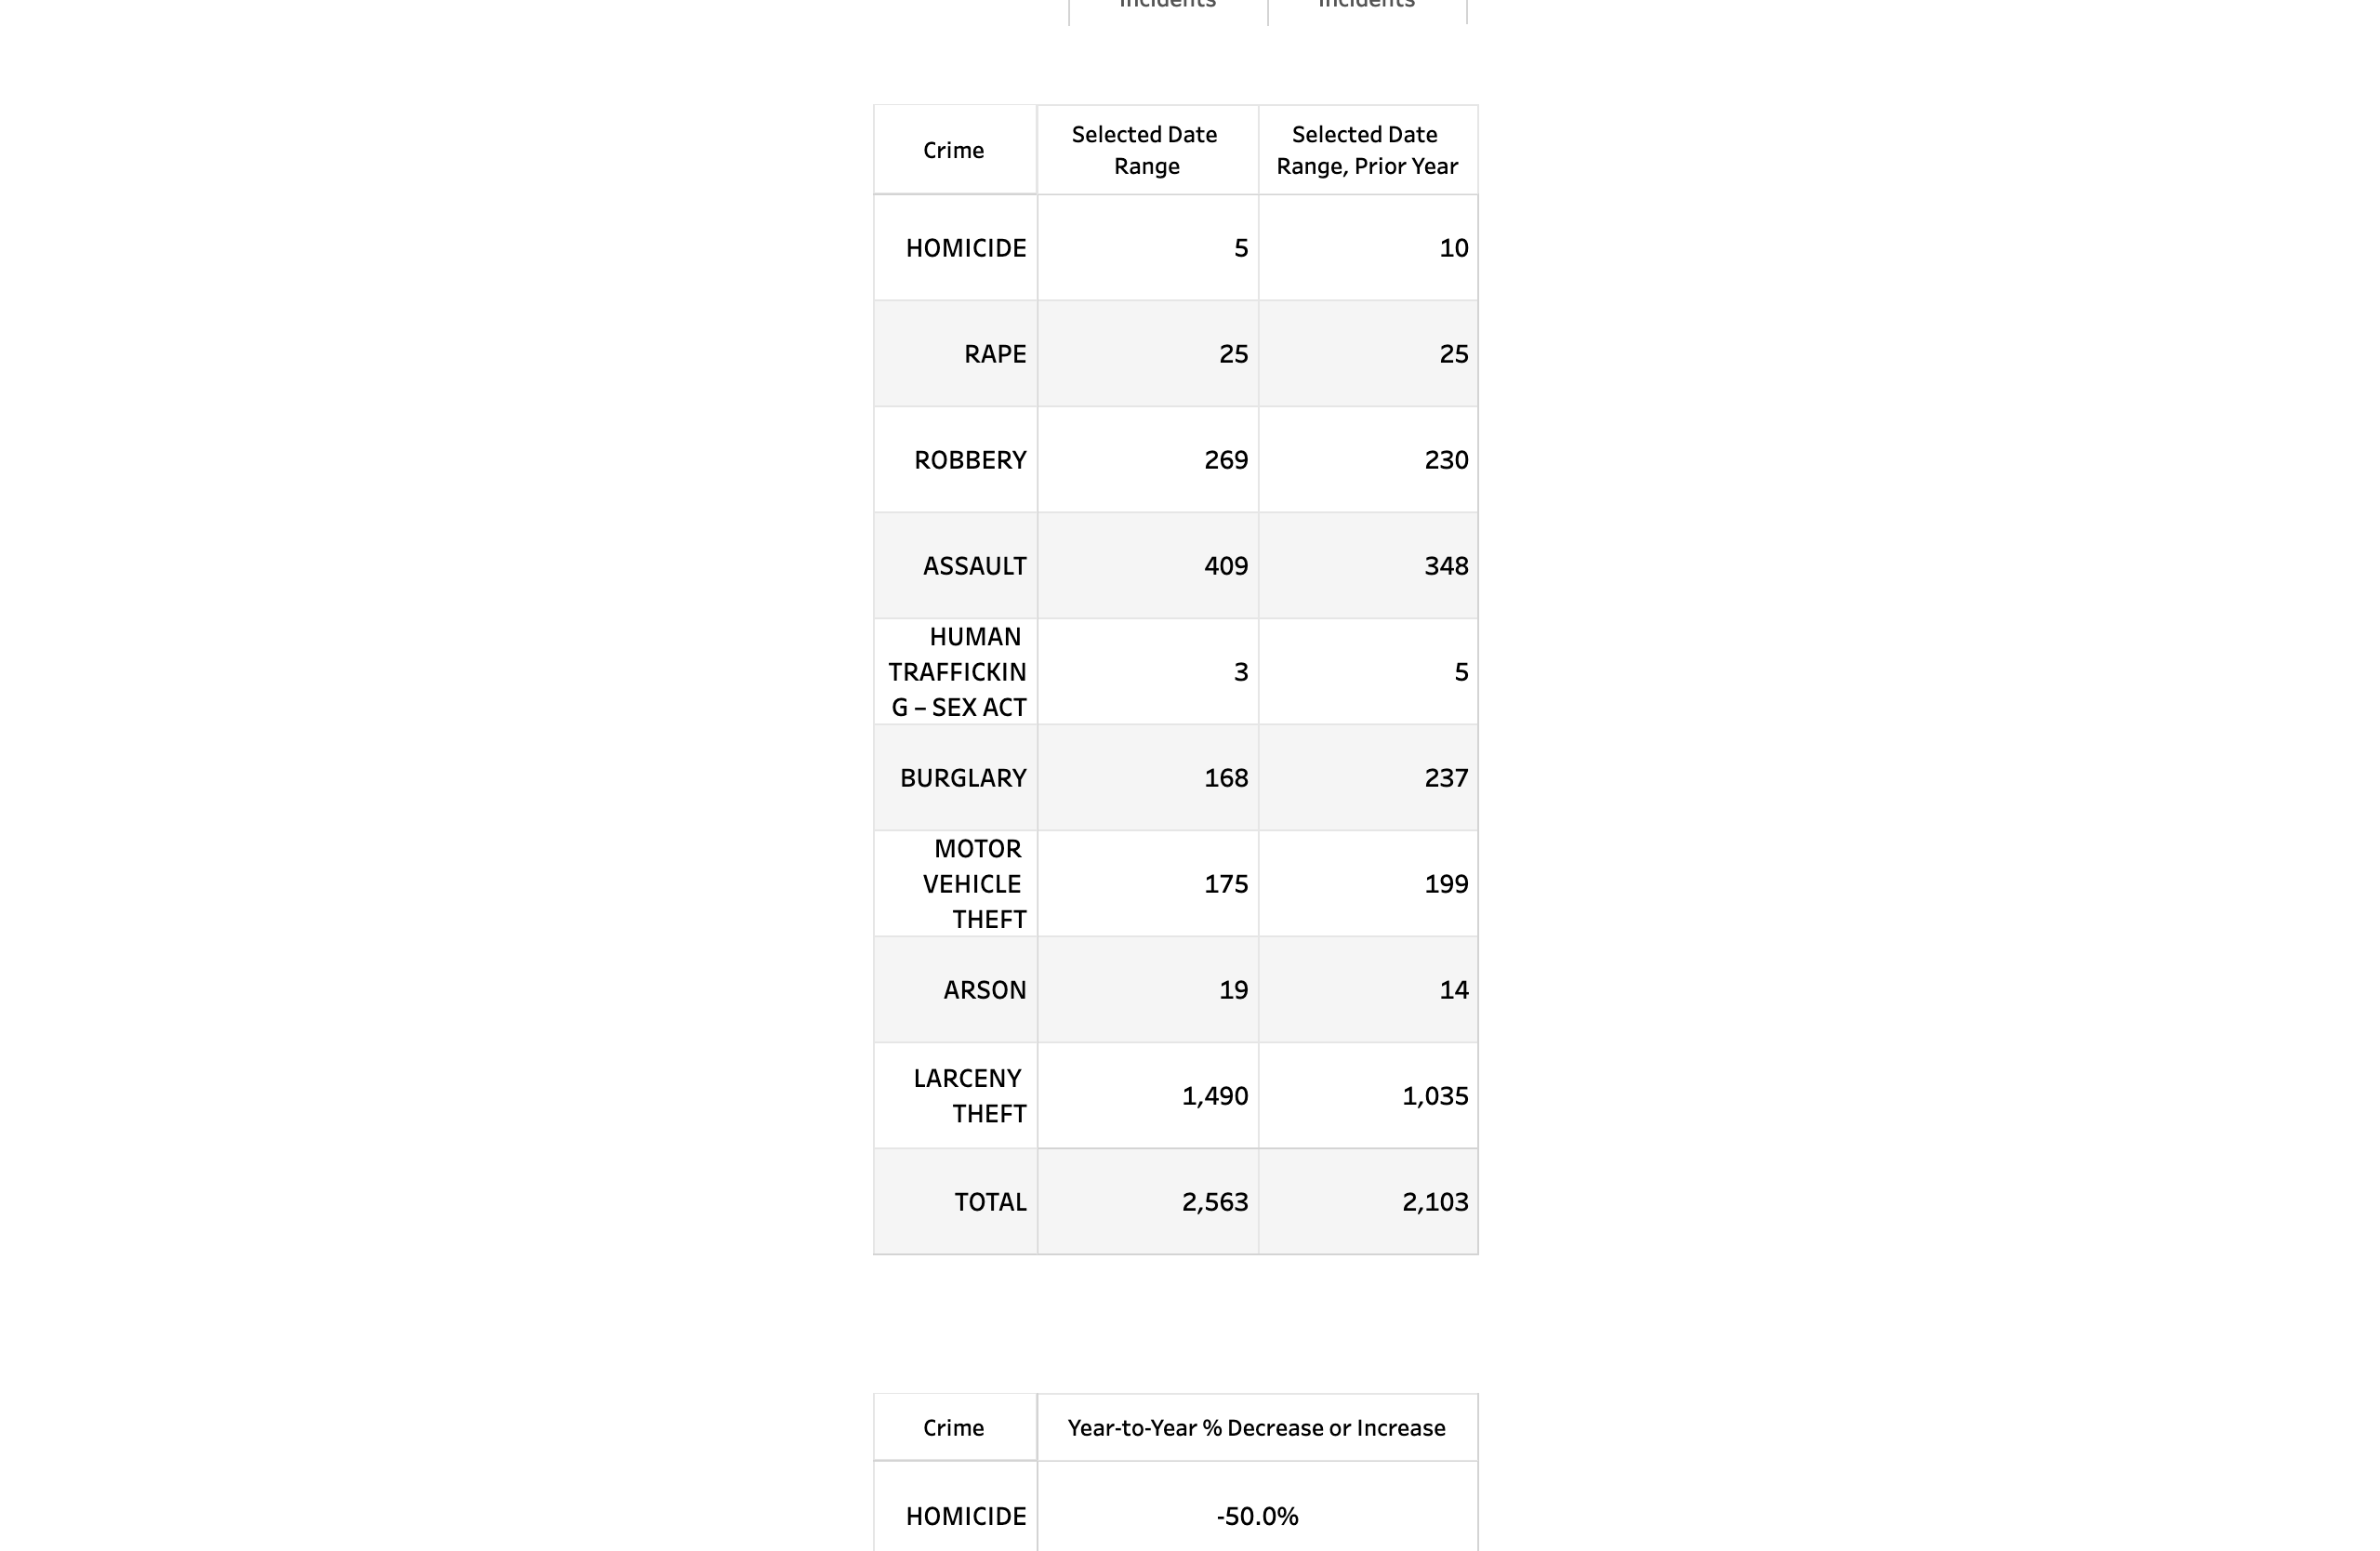 Incidents Incidents
Crime
Selected Date
Range
Selected Date
Range, Prior Year
HOMICIDE 5 10
RAPE 25 25
ROBBERY 269 230
ASSAULT 409 348
HUMAN
TRAFFICKIN
G – SEX ACT
3 5
BURGLARY 168 237
MOTOR
VEHICLE
THEFT
175 199
ARSON 19 14
LARCENY
THEFT
1,490 1,035
TOTAL 2,563 2,103
Crime Year-to-Year % Decrease or Increase
HOMICIDE -50.0%